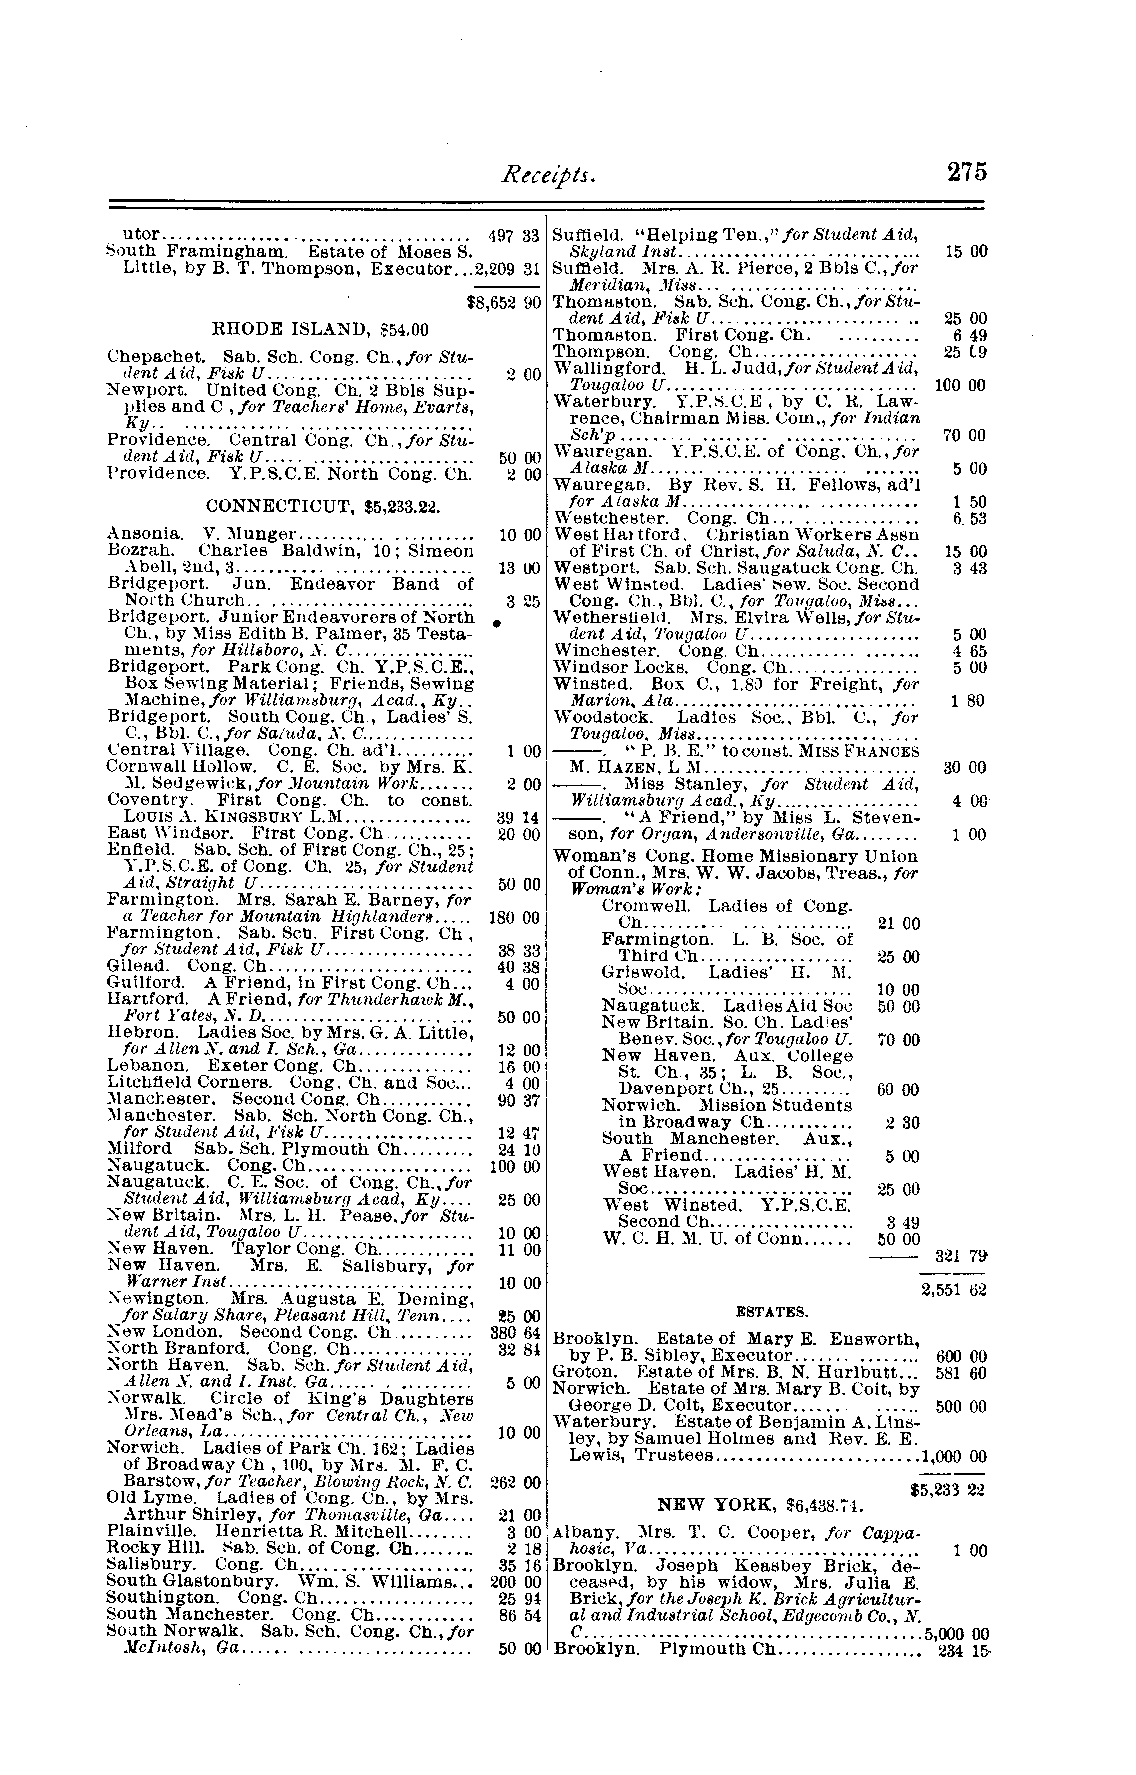 Receipts. 275
utor.................................... 497 33
South Framingham. Estate of Moses S.
Little, by B. T. Thompson, Executor...2,209 31
$8,652 90
RHODE ISLAND, $54.00
Chepachet. Sab. Sch. Cong. Ch., for Stu-
dent Aid, Fisk U........................ 2 00
Newport. United Cong. Ch. 2 Bbls Sup-
plies and C , for Teachers' Home, Evarts,
Ky.. ..................................
Providence. Central Cong. Ch., for Stu-
dent Aid, Fisk U........................ 50 00
Providence. Y.P.S.C.E. North Cong. Ch. 2 00
CONNECTICUT, $5,233.22.
Ansonia. V. Munger..................... 10 00
Bozrah. Charles Baldwin, 10; Simeon
Abell, 2nd, 3............................ 13 00
Bridgeport. Jun. Endeavor Band of
North Church........................... 3 25
Bridgeport. Junior Endeavorers of North
Ch., by Miss Edith B. Palmer, 35 Testa-
ments, for Hillsboro, N. C...............
Bridgeport. Park Cong. Ch. Y.P.S.C.E.,
Box Sewing Material; Friends, Sewing
Machine, for Williamsburg, Acad., Ky..
Bridgeport. South Cong. Ch., Ladies' S.
C., Bbl. C., for Saluda, N. C.............
Central Village. Cong. Ch. ad'l.......... 1 00
Cornwall Hollow. C. E. Soc. by Mrs. K.
M. Sedgewick, for Mountain Work....... 2 00
Coventry. First Cong. Ch. to const.
LOUIS A. KINGSBURY L.M............... 39 14
East Windsor. First Cong. Ch........... 20 00
Enfield. Sab. Sch. of First Cong. Ch., 25;
Y.P.S.C.E. of Cong. Ch. 25, for Student
Aid, Straight U......................... 50 00
Farmington. Mrs. Sarah E. Barney, for
a Teacher for Mountain Highlanders..... 180 00
Farmington. Sab. Sch. First Cong. Ch ,
for Student Aid, Fisk U................. 38 33
Gilead. Cong. Ch........................ 40 38
Guilford. A Friend, in First Cong. Ch... 4 00
Hartford. A Friend, for Thunderhawk M.,
Fort Yates, N. D......................... 50 00
Hebron. Ladies Soc. by Mrs. G. A. Little,
for Allen N. and I. Sch., Ga.............. 12 00
Lebanon. Exeter Cong. Ch.............. 16 00
Litchfield Corners. Cong. Ch. and Soc... 4 00
Manchester. Second Cong. Ch........... 90 37
Manchester. Sab. Sch. North Cong. Ch.,
for Student Aid, Fisk U................. 12 47
Milford Sab. Sch. Plymouth Ch......... 24 10
Naugatuck. Cong. Ch.................... 100 00
Naugatuck. C. E. Soc. of Cong. Ch., for
Student Aid, Williamsburg Acad, Ky.... 25 00
New Britain. Mrs. L. H. Pease, for Stu-
dent Aid, Tougaloo U.................... 10 00
New Haven. Taylor Cong. Ch............ 11 00
New Haven. Mrs. E. Salisbury, for
Warner Inst............................. 10 00
Newington. Mrs. Augusta E. Deming,
for Salary Share, Pleasant Hill, Tenn.... 25 00
New London. Second Cong. Ch......... 380 64
North Branford. Cong. Ch.............. 32 84
North Haven. Sab. Sch. for Student Aid,
Allen N. and I. Inst. Ga................. 5 00
Norwalk. Circle of King's Daughters
Mrs. Mead's Sch., for Central Ch., New
Orleans, La.............................. 10 00
Norwich. Ladies of Park Ch. 162; Ladies
of Broadway Ch , 100, by Mrs. M. F. C.
Barstow, for Teacher, Blowing Rock, N. C. 262 00
Old Lyme. Ladies of Cong. Ch., by Mrs.
Arthur Shirley, for Thomasville, Ga.... 21 00
Plainville. Henrietta R. Mitchell........ 3 00
Rocky Hill. Sab. Sch. of Cong. Ch........ 2 18
Salisbury. Cong. Ch..................... 35 16
South Glastonbury. Wm. S. Williams... 200 00
Southington. Cong. Ch.................. 25 94
South Manchester. Cong. Ch............ 86 54
South Norwalk. Sab. Sch. Cong. Ch., for
McIntosh, Ga........................... 50 00
Suffield. "Helping Ten.," for Student Aid,
Skyland Inst............................ 15 00
Suffield. Mrs. A. R. Pierce, 2 Bbls C., for
Meridian, Miss.........................
Thomaston. Sab. Sch. Cong. Ch., for Stu-
dent Aid, Fisk U........................ 25 00
Thomaston. First Cong. Ch. .......... 6 49
Thompson. Cong. Ch................... 25 09
Wallingford. H. L. Judd, for Student Aid,
Tougaloo U............................. 100 00
Waterbury. Y.P.S.C.E , by C. R. Law-
rence, Chairman Miss. Com., for Indian
Sch'p................................... 70 00
Wauregan. Y.P.S.C.E. of Cong. Ch., for
Alaska M............................... 5 00
Wauregan. By Rev. S. H. Fellows, ad'l
for Alaska M........................... 1 50
Westchester. Cong. Ch................. 6 53
West Hartford. Christian Workers Assn
of First Ch. of Christ, for Saluda, N. C.. 15 00
Westport. Sab. Sch. Saugatuck Cong. Ch. 3 43
West Winsted. Ladies' Sew. Soc. Second
Cong. Ch., Bbl. C., for Tougaloo, Miss...
Wethersfield. Mrs. Elvira Wells, for Stu-
dent Aid, Tougaloo U.................... 5 00
Winchester. Cong. Ch................... 4 65
Windsor Locks. Cong. Ch............... 5 00
Winsted. Box C., 1.80 for Freight, for
Marion, Ala............................ 1 80
Woodstock. Ladies Soc., Bbl. C., for
Tougaloo, Miss..........................
———. "P. B. E." to const. MISS FRANCES
M. HAZEN, L M......................... 30 00
———. Miss Stanley, for Student Aid,
Williamsburg Acad., Ky................. 4 00
———. "A Friend," by Miss L. Steven-
son, for Organ, Andersonville, Ga........ 1 00
Woman's Cong. Home Missionary Union
of Conn., Mrs. W. W. Jacobs, Treas., for
Woman's Work:
Cromwell. Ladies of Cong.
Ch......................... 21 00
Farmington. L. B. Soc. of
Third Ch.................. 25 00
Griswold. Ladies' H. M.
Soc........................ 10 00
Naugatuck. Ladies Aid Soc 50 00
New Britain. So. Ch. Ladies'
Benev. Soc., for Tougaloo U. 70 00
New Haven. Aux. College
St. Ch., 35; L. B. Soc.,
Davenport Ch., 25......... 60 00
Norwich. Mission Students
in Broadway Ch........... 2 30
South Manchester. Aux.,
A Friend.................. 5 00
West Haven. Ladies' H. M.
Soc........................ 25 00
West Winsted. Y.P.S.C.E.
Second Ch................. 3 49
W. C. H. M. U. of Conn...... 50 00
——— 321 79
2,551 62
ESTATES.
Brooklyn. Estate of Mary E. Ensworth,
by P. B. Sibley, Executor............... 600 00
Groton. Estate of Mrs. B. N. Hurlbutt... 581 60
Norwich. Estate of Mrs. Mary B. Coit, by
George D. Coit, Executor............... 500 00
Waterbury. Estate of Benjamin A. Lins-
ley, by Samuel Holmes and Rev. E. E.
Lewis, Trustees.........................1,000 00
$5,233 22
NEW YORK, $6,438.74.
Albany. Mrs. T. C. Cooper, for Cappa-
hosic, Va................................ 1 00
Brooklyn. Joseph Keasbey Brick, de-
ceased, by his widow, Mrs. Julia E.
Brick, for the Joseph K. Brick Agricultur-
al and Industrial School, Edgecomb Co., N.
C.........................................5,000 00
Brooklyn. Plymouth Ch.................. 234 15